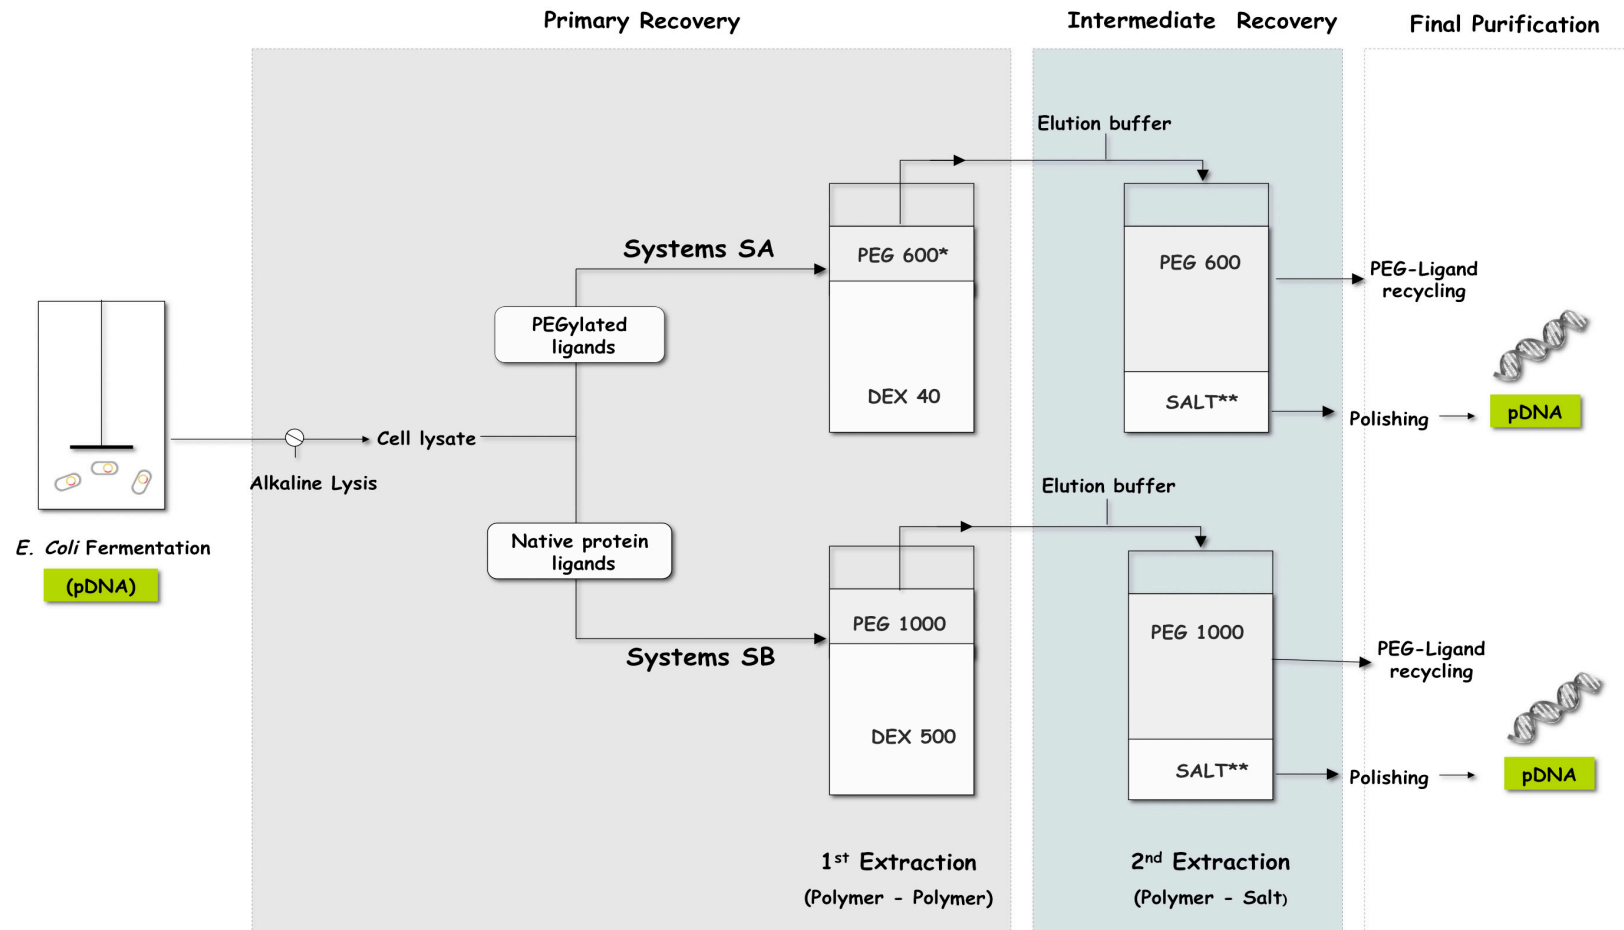 Primary Recovery
Intermediate Recovery
Final Purification
Elution buffer
Systems SA
PEG 600*
PEG 600
PEG-Ligand
recycling
PEGylated
ligands
DEX 40
SALT**
Polishing
pDNA
Cell lysate
Alkaline Lysis
Elution buffer
E. Coli Fermentation
(pDNA)
Native protein
ligands
PEG 1000
PEG 1000
Systems SB
PEG-Ligand
recycling
DEX 500
SALT**
Polishing
pDNA
1st Extraction
(Polymer - Polymer)
2nd Extraction
(Polymer - Salt)